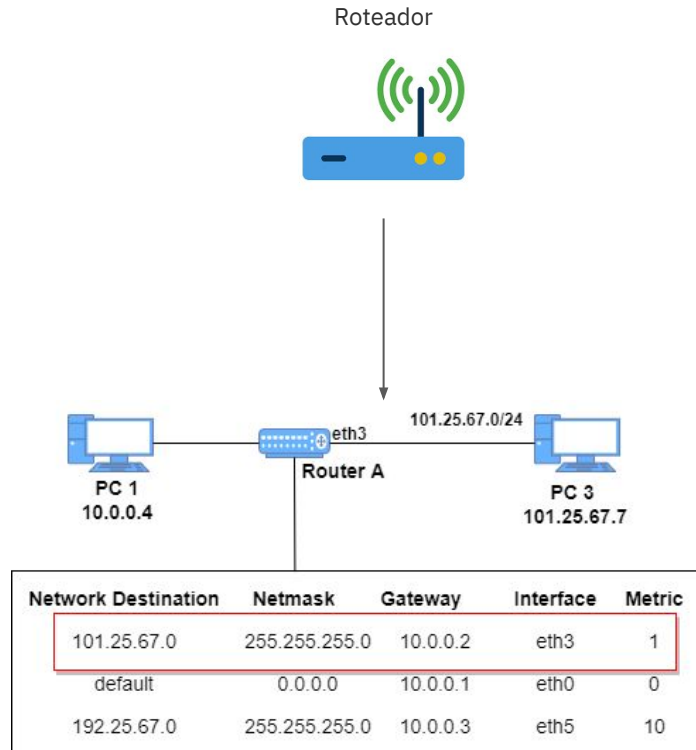 Roteador
eth3
101.25.67.0/24
Router A
PC 1
10.0.0.4
PC 3
101.25.67.7
Network Destination Netmask Gateway Interface Metric
101.25.67.0 255.255.255.0 10.0.0.2 eth3 1
default 0.0.0.0 10.0.0.1 eth0 0
192.25.67.0 255.255.255.0 10.0.0.3 eth5 10